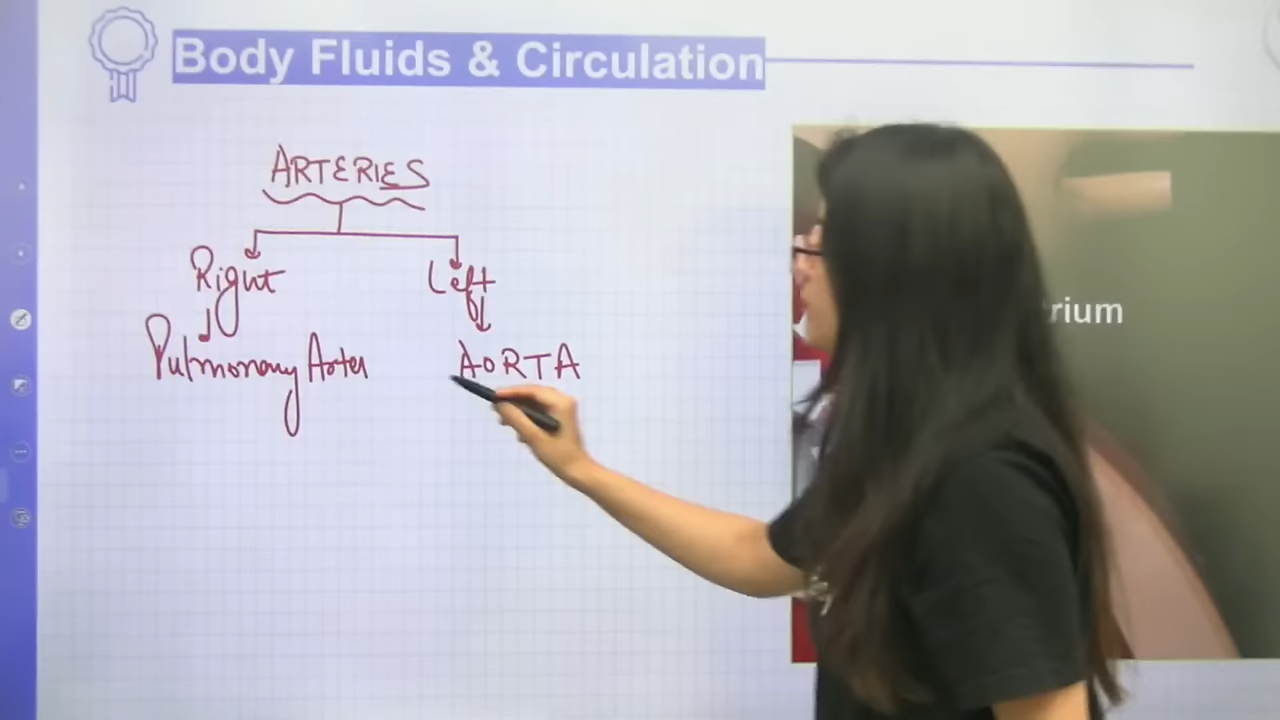 Body Fluids & Circulation
ARTERIES
Right Left
Pulmonary Arter AORTA
rium